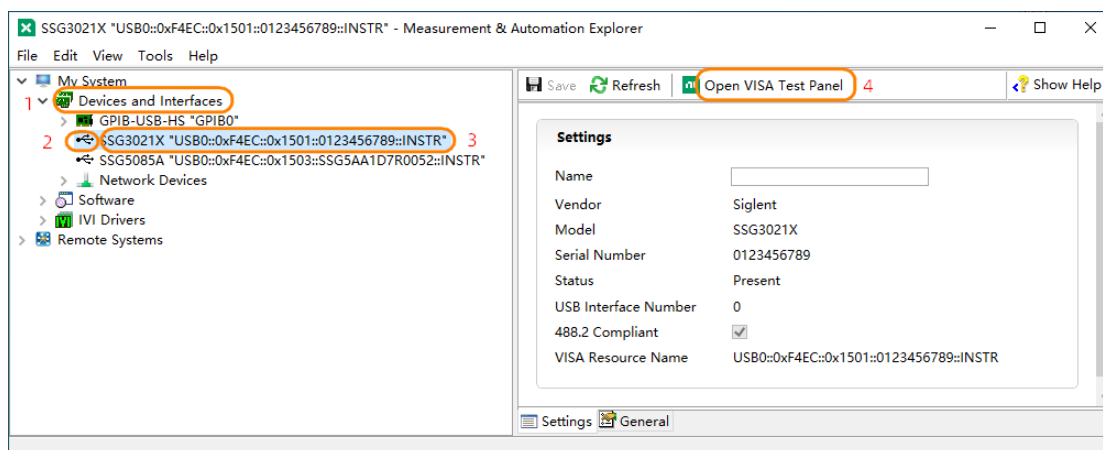 SSG3021X "USB0::0xF4EC::0x1501::0123456789::INSTR" - Measurement & Automation Explorer
File Edit View Tools Help
My System
1 Devices and Interfaces
GPIB-USB-HS "GPIB0"
2 SSG3021X "USB0::0xF4EC::0x1501::0123456789::INSTR" 3
SSG5085A "USB0::0xF4EC::0x1503::SSG5AA1D7R0052::INSTR"
Network Devices
Software
IVI Drivers
Remote Systems
Save Refresh Open VISA Test Panel 4 Show Help
Settings
Name
Vendor Siglent
Model SSG3021X
Serial Number 0123456789
Status Present
USB Interface Number 0
488.2 Compliant
VISA Resource Name USB0::0xF4EC::0x1501::0123456789::INSTR
Settings General